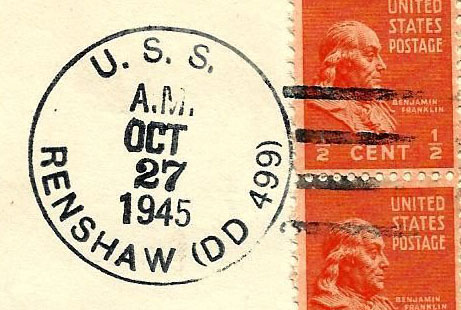 U. S. S.
A.M.
OCT
27
1945
RENSHAW (DD 499)
UNITED
STATES
POSTAGE
BENJAMIN
FRANKLIN
1/2 CENT 1/2
UNITED
STATES
POSTAGE
BENJAMIN
FRANKLIN